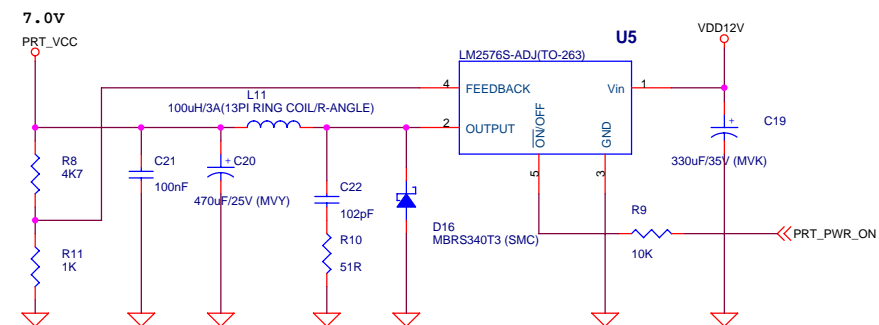 7.0V
PRT_VCC
U5
VDD12V
LM2576S-ADJ(TO-263)
L11
100uH/3A(13PI RING COIL/R-ANGLE)
4
FEEDBACK
Vin
1
2
OUTPUT
ON/OFF
GND
5
3
C19
330uF/35V (MVK)
R8
4K7
C21
100nF
+
C20
470uF/25V (MVY)
C22
102pF
R10
51R
D16
MBRS340T3 (SMC)
R9
10K
PRT_PWR_ON
R11
1K
+